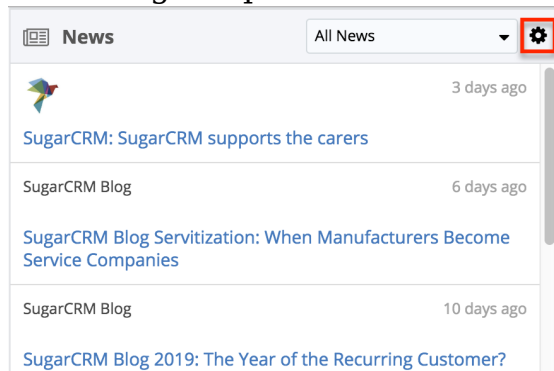 News
All News
3 days ago
SugarCRM: SugarCRM supports the carers
SugarCRM Blog
6 days ago
SugarCRM Blog Servitization: When Manufacturers Become
Service Companies
SugarCRM Blog
10 days ago
SugarCRM Blog 2019: The Year of the Recurring Customer?